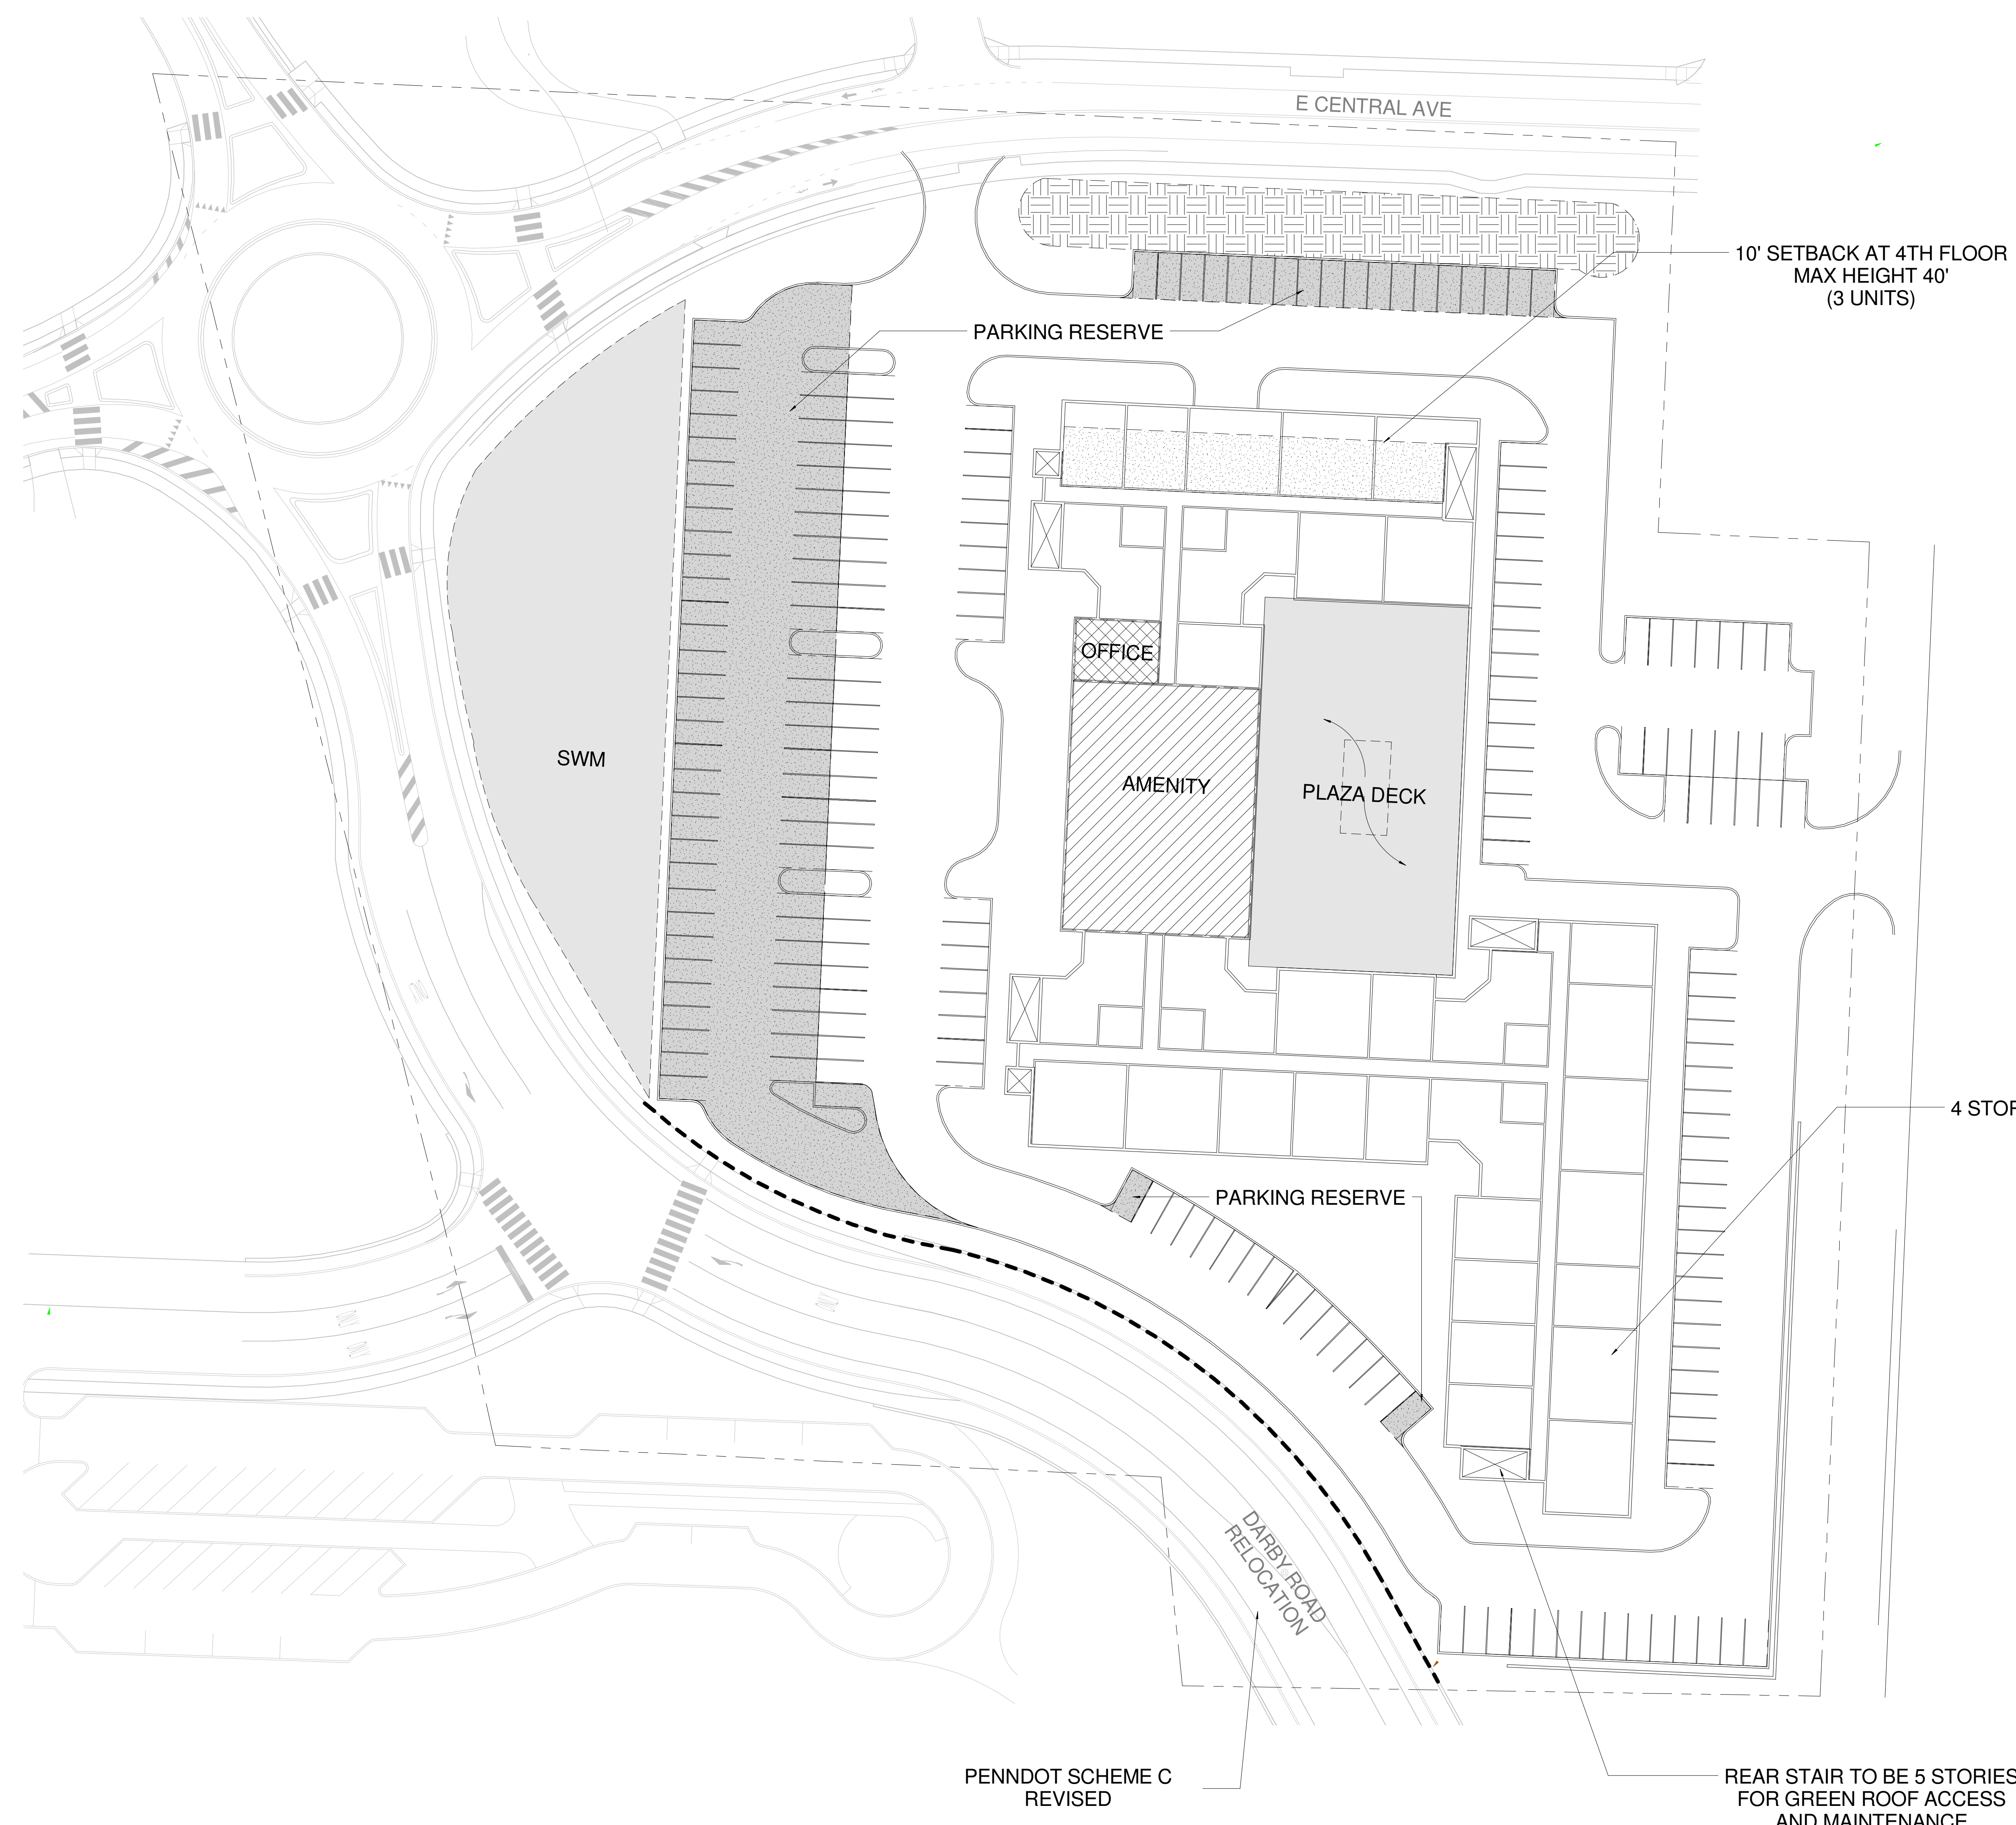 E CENTRAL AVE
10' SETBACK AT 4TH FLOOR
MAX HEIGHT 40'
(3 UNITS)
PARKING RESERVE
OFFICE
SWM
AMENITY
PLAZA DECK
4 STOR
PARKING RESERVE
DARBY ROAD
RELOCATION
PENNDOT SCHEME C
REVISED
REAR STAIR TO BE 5 STORIES
FOR GREEN ROOF ACCESS
AND MAINTENANCE